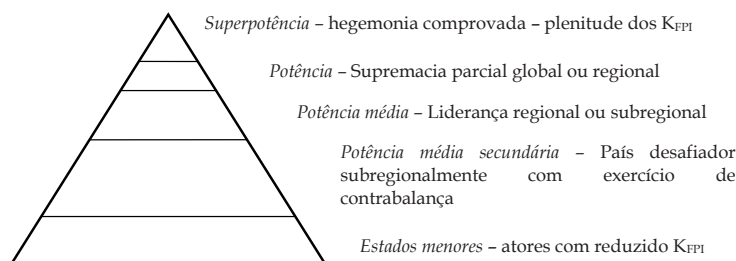 Superpotência – hegemonia comprovada – plenitude dos KFPI
Potência – Supremacia parcial global ou regional
Potência média – Liderança regional ou subregional
Potência média secundária – País desafiador
subregionalmente com exercício de
contrabalança
Estados menores – atores com reduzido KFPI